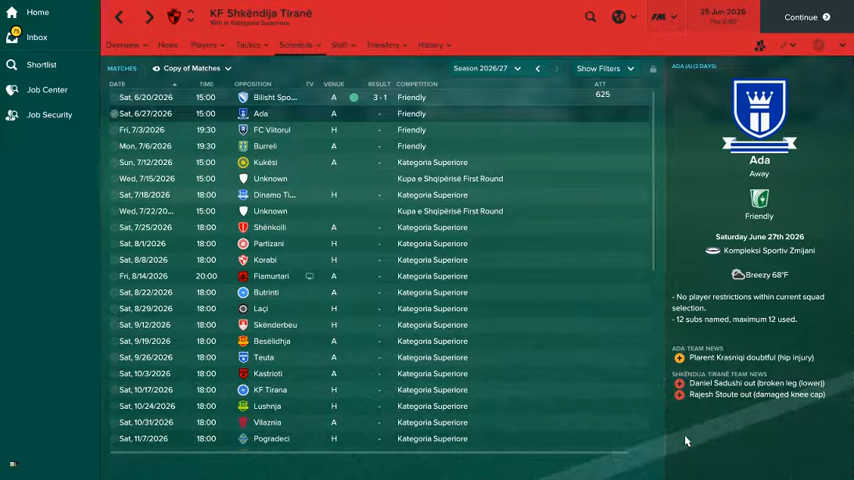 Home
75
Inbox
Shortlist
Job Center
Job Security
KF Shkëndija Tiranë
25 Jun 2026
Thu 0:00
FM
Continue
Overview
News
Players
Tactics
Schedule
Staff
Transfers
History
MATCHES
Copy of Matches
Season 2026/27
Show Filters
DATE TIME OPPOSITION TV VENUE RESULT COMPETITION ATT
Sat, 6/20/2026 15:00 Bilisht Spo... A 3 - 1 Friendly 625
Sat, 6/27/2026 15:00 Ada A - Friendly
Fri, 7/3/2026 19:30 FC Viitorul H - Friendly
Mon, 7/6/2026 19:30 Burreli A - Friendly
Sun, 7/12/2026 15:00 Kukësi A - Kategoria Superiore
Wed, 7/15/2026 15:00 Unknown - Kupa e Shqipërisë First Round
Sat, 7/18/2026 18:00 Dinamo Ti... H - Kategoria Superiore
Wed, 7/22/20... 15:00 Unknown - Kupa e Shqipërisë First Round
Sat, 7/25/2026 18:00 Shënkolli A - Kategoria Superiore
Sat, 8/1/2026 18:00 Partizani H - Kategoria Superiore
Sat, 8/8/2026 18:00 Korabi H - Kategoria Superiore
Fri, 8/14/2026 20:00 Flamurtari A - Kategoria Superiore
Sat, 8/22/2026 18:00 Butrinti A - Kategoria Superiore
Sat, 8/29/2026 18:00 Laçi H - Kategoria Superiore
Sat, 9/12/2026 18:00 Skënderbeu H - Kategoria Superiore
Sat, 9/19/2026 18:00 Besëlidhja A - Kategoria Superiore
Sat, 9/26/2026 18:00 Teuta A - Kategoria Superiore
Sat, 10/3/2026 18:00 Kastrioti A - Kategoria Superiore
Sat, 10/17/2026 18:00 KF Tirana H - Kategoria Superiore
Sat, 10/24/2026 18:00 Lushnja H - Kategoria Superiore
Sat, 10/31/2026 18:00 Vllaznia A - Kategoria Superiore
Sat, 11/7/2026 18:00 Pogradeci H - Kategoria Superiore
ADA (A) (2 DAYS)
Ada
Away
Friendly
Saturday June 27th 2026
Kompleksi Sportiv Zmijani
Breezy 68°F
- No player restrictions within current squad
selection.
- 12 subs named, maximum 12 used.
ADA TEAM NEWS
Plarent Krasniqi doubtful (hip injury)
SHKËNDIJA TIRANË TEAM NEWS
Daniel Sadushi out (broken leg (lower))
Rajesh Stoute out (damaged knee cap)